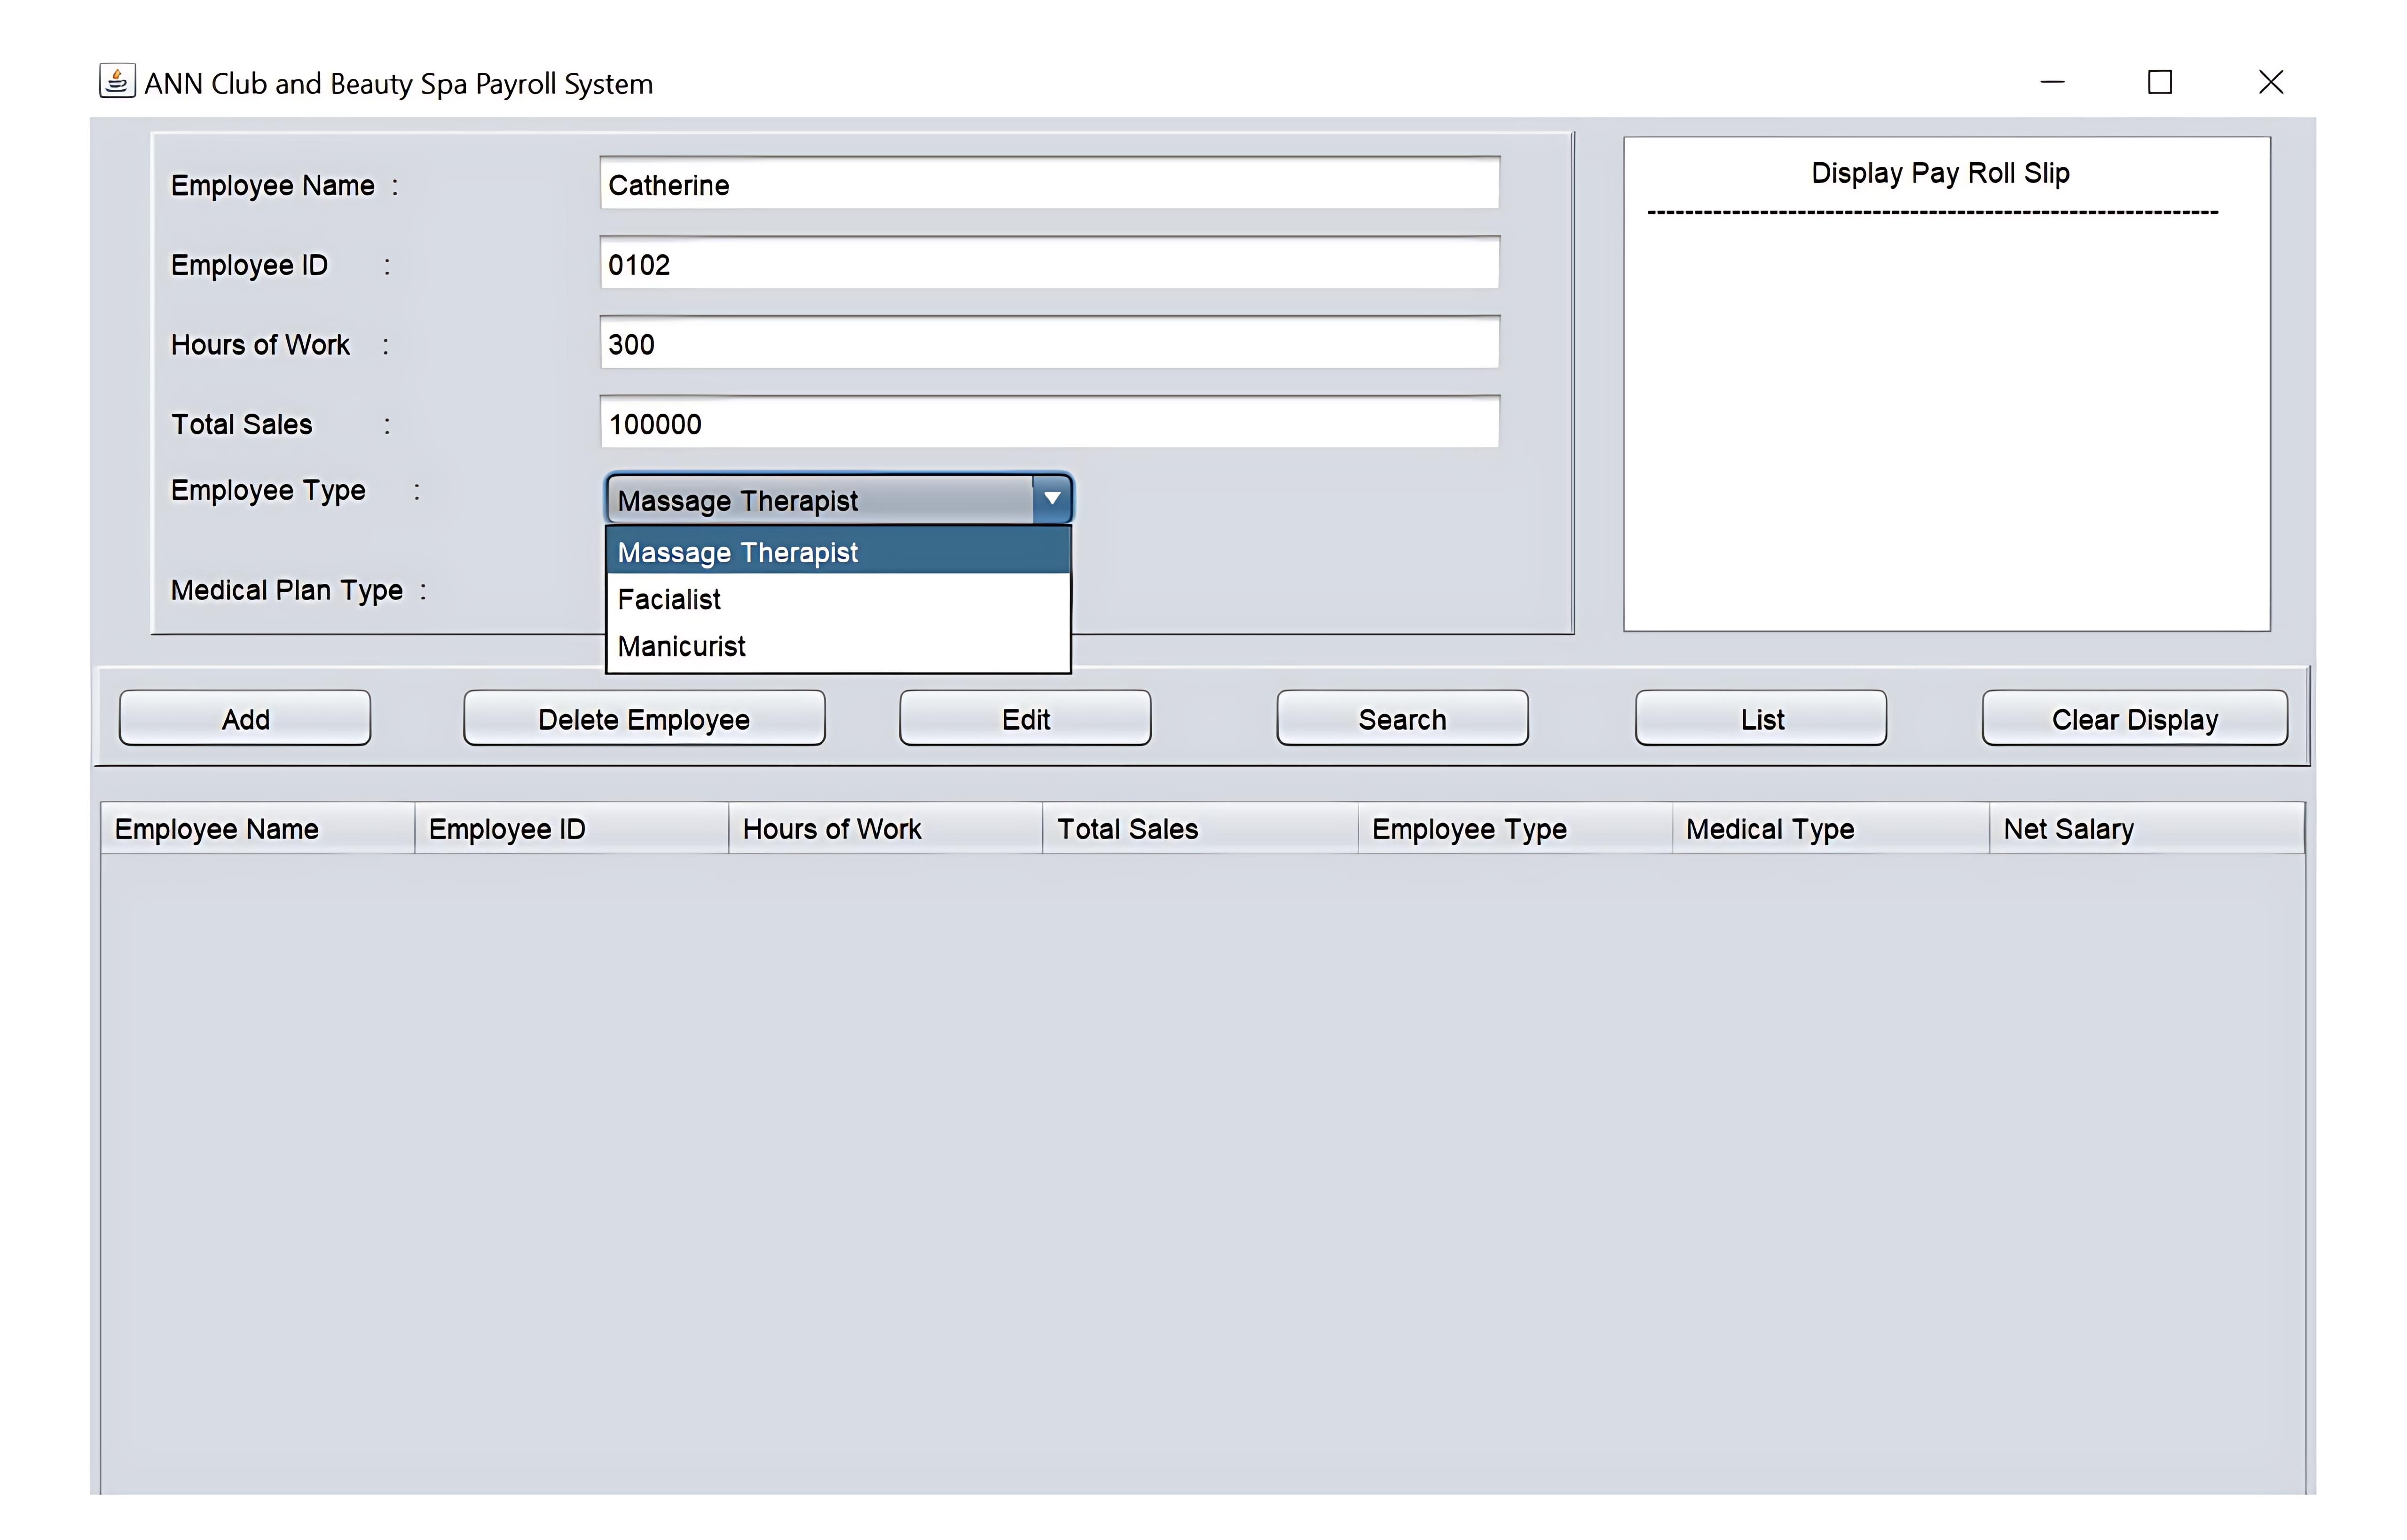 ANN Club and Beauty Spa Payroll System
Employee Name :
Catherine
Employee ID :
0102
Hours of Work :
300
Total Sales :
100000
Employee Type :
Massage Therapist
Massage Therapist
Facialist
Manicurist
Medical Plan Type :
Display Pay Roll Slip
-------------------------------------------------------------
Add
Delete Employee
Edit
Search
List
Clear Display
Employee Name
Employee ID
Hours of Work
Total Sales
Employee Type
Medical Type
Net Salary